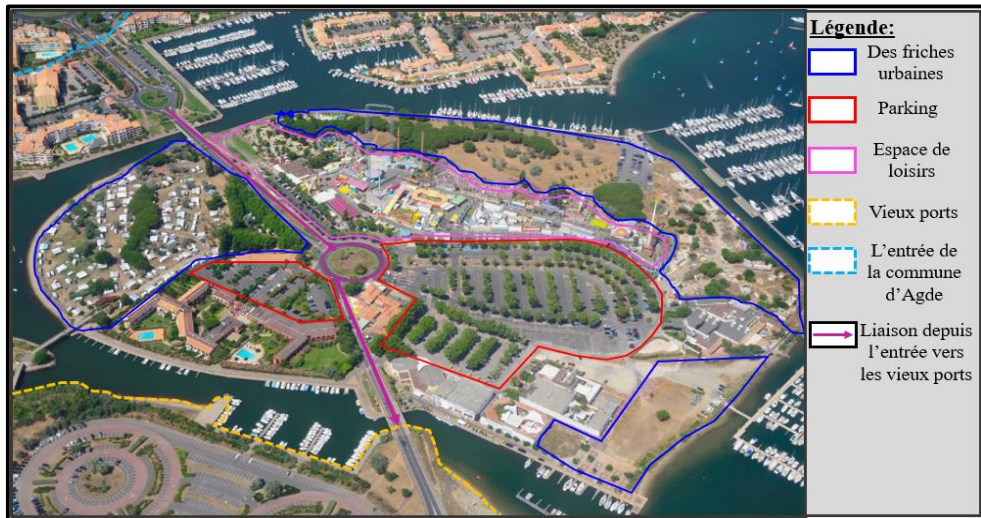 Légende:
Des friches
urbaines
Parking
Espace de
loisirs
Vieux ports
L'entrée de
la commune
d'Agde
Liaison depuis
l'entrée vers
les vieux ports